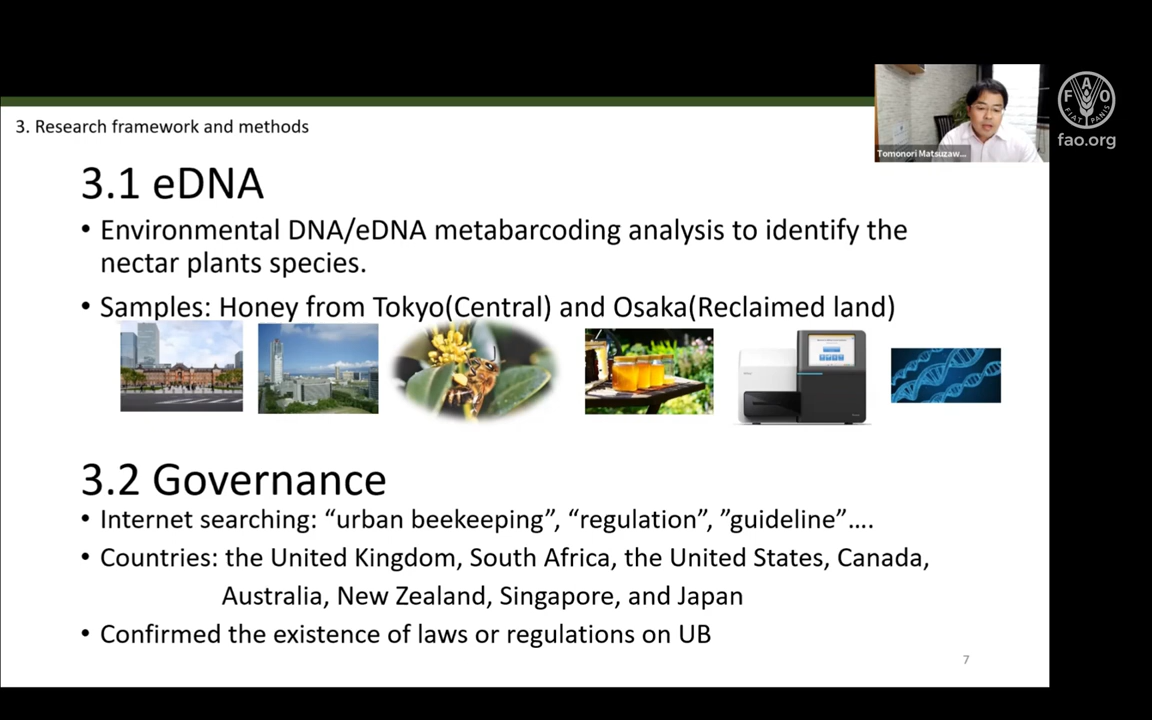 3. Research framework and methods
3.1 eDNA
• Environmental DNA/eDNA metabarcoding analysis to identify the
nectar plants species.
• Samples: Honey from Tokyo(Central) and Osaka(Reclaimed land)
3.2 Governance
• Internet searching: “urban beekeeping”, “regulation”, ”guideline”….
• Countries: the United Kingdom, South Africa, the United States, Canada,
Australia, New Zealand, Singapore, and Japan
• Confirmed the existence of laws or regulations on UB
7
Tomonori Matsuzaw...
F A O
FIAT PANIS
fao.org